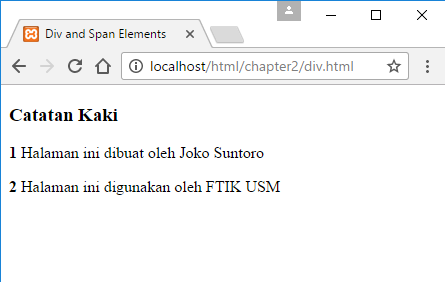 Div and Span Elements
localhost/html/chapter2/div.html
Catatan Kaki
1 Halaman ini dibuat oleh Joko Suntoro
2 Halaman ini digunakan oleh FTIK USM